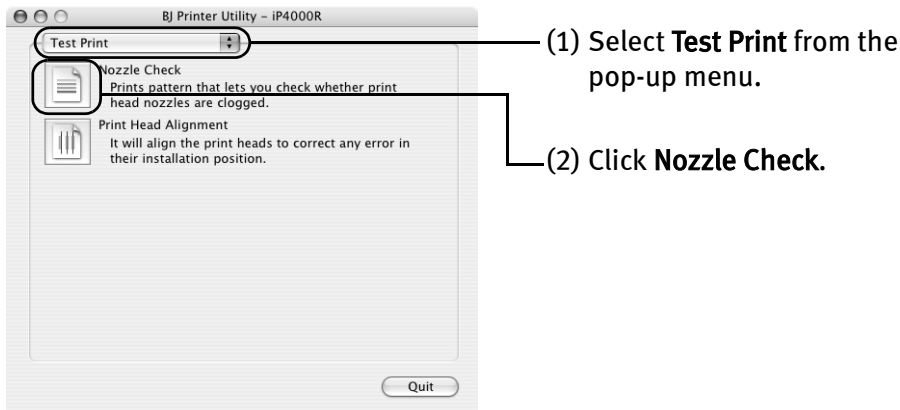 BJ Printer Utility – iP4000R
Test Print
Nozzle Check
Prints pattern that lets you check whether print
head nozzles are clogged.
Print Head Alignment
It will align the print heads to correct any error in
their installation position.
Quit
(1) Select Test Print from the
pop-up menu.
(2) Click Nozzle Check.